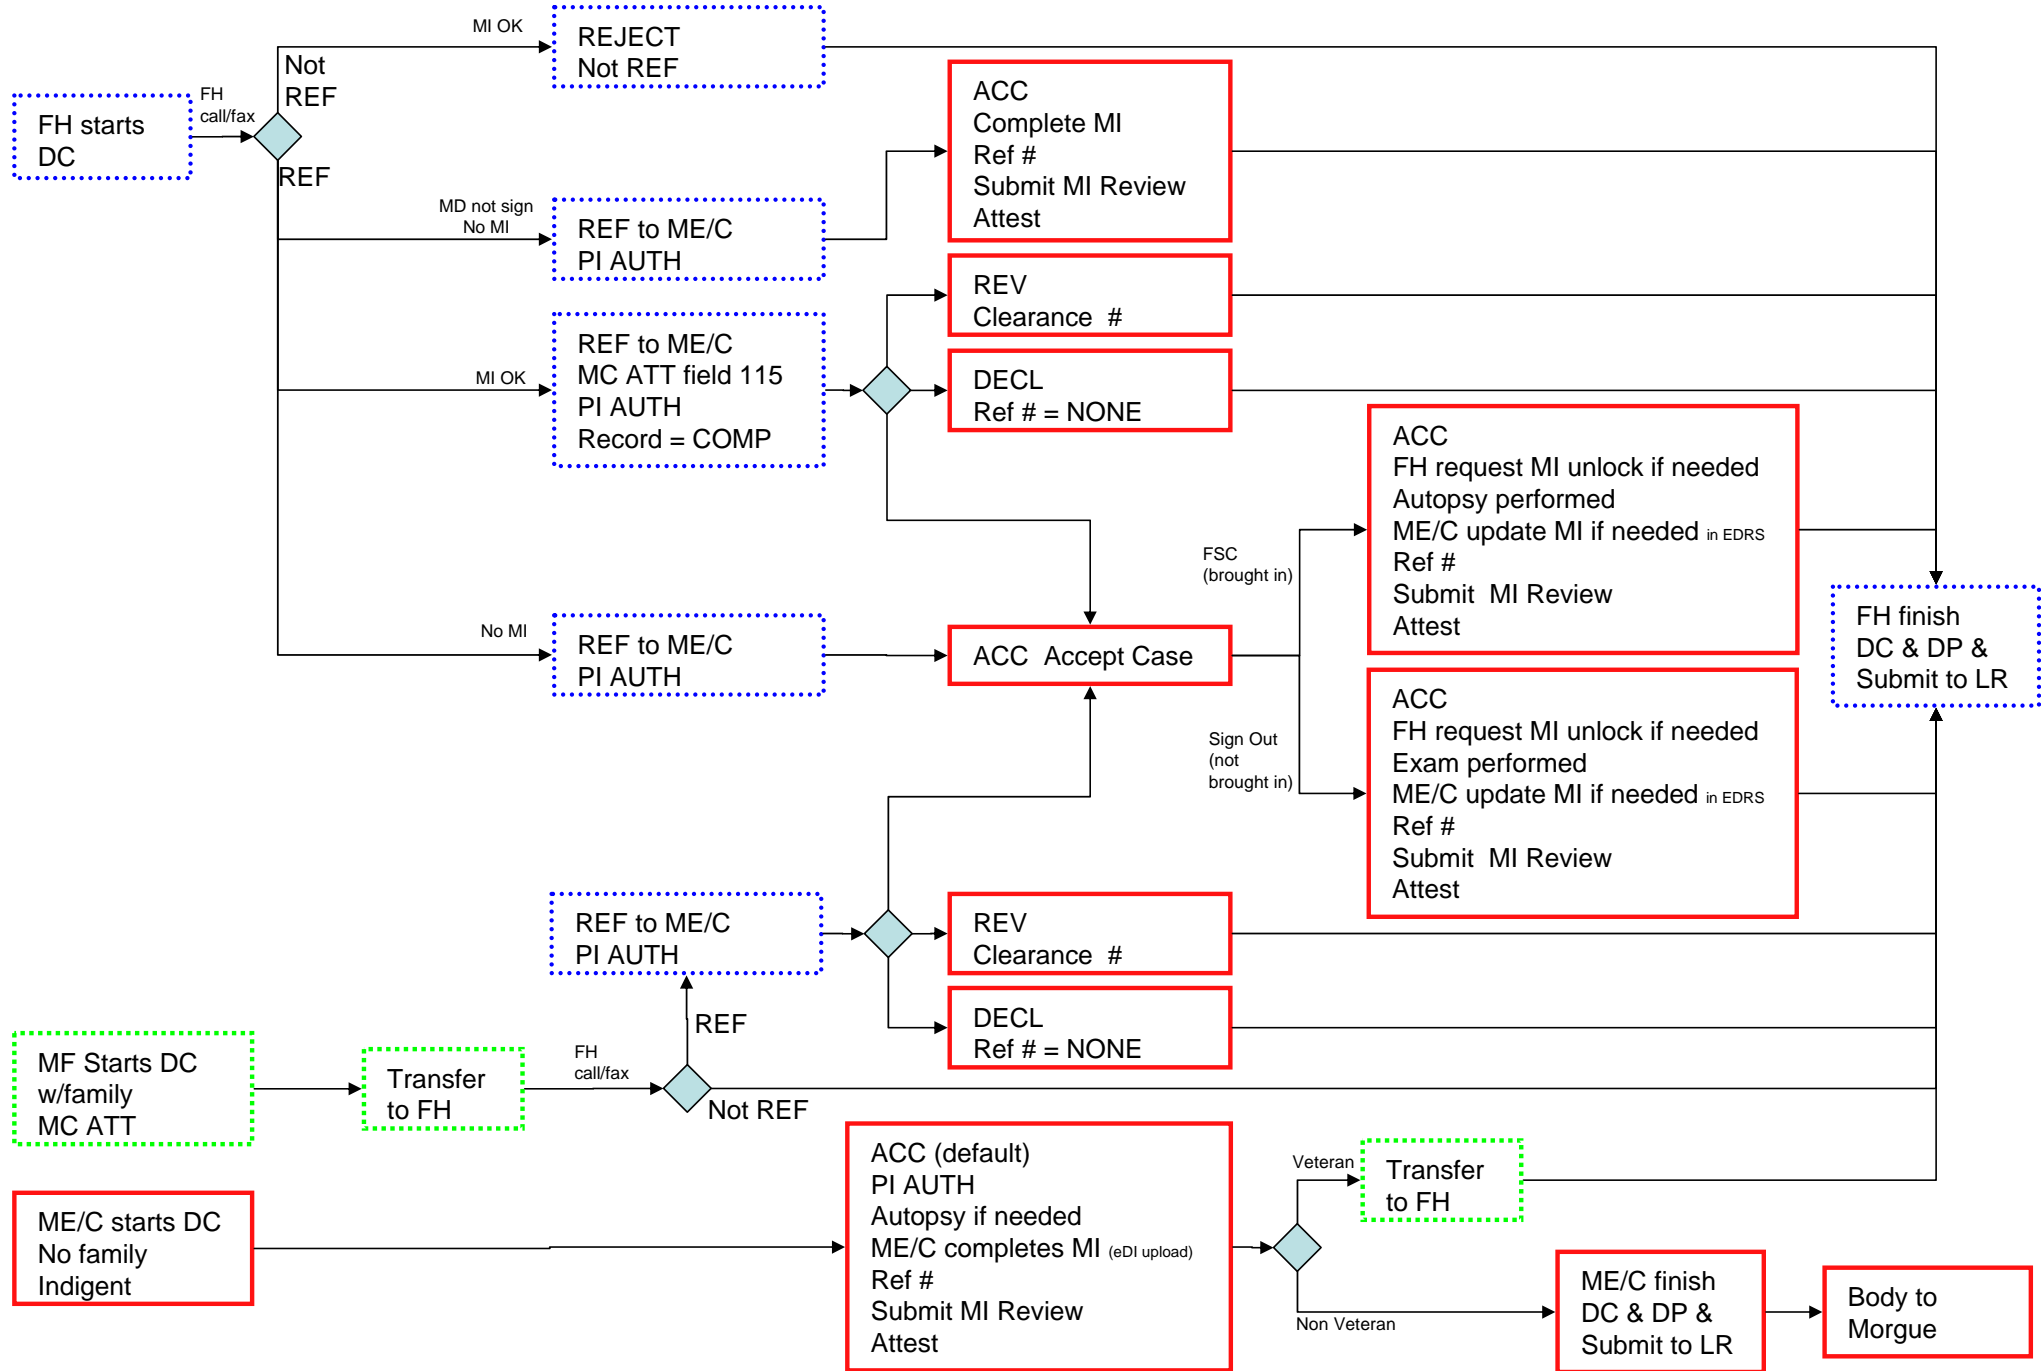 MI OK
REJECT
Not REF
Not
REF
FH
call/fax
FH starts
DC
REF
ACC
Complete MI
Ref #
Submit MI Review
Attest
MD not sign
No MI
REF to ME/C
PI AUTH
REV
Clearance #
MI OK
REF to ME/C
MC ATT field 115
PI AUTH
Record = COMP
DECL
Ref # = NONE
ACC
FH request MI unlock if needed
Autopsy performed
ME/C update MI if needed in EDRS
Ref #
Submit MI Review
Attest
FSC
(brought in)
FH finish
DC & DP &
Submit to LR
No MI
REF to ME/C
PI AUTH
ACC Accept Case
Sign Out
(not
brought in)
ACC
FH request MI unlock if needed
Exam performed
ME/C update MI if needed in EDRS
Ref #
Submit MI Review
Attest
REF to ME/C
PI AUTH
REV
Clearance #
DECL
Ref # = NONE
REF
MF Starts DC
w/family
MC ATT
Transfer
to FH
FH
call/fax
Not REF
ME/C starts DC
No family
Indigent
ACC (default)
PI AUTH
Autopsy if needed
ME/C completes MI (eDI upload)
Ref #
Submit MI Review
Attest
Veteran
Transfer
to FH
Non Veteran
ME/C finish
DC & DP &
Submit to LR
Body to
Morgue